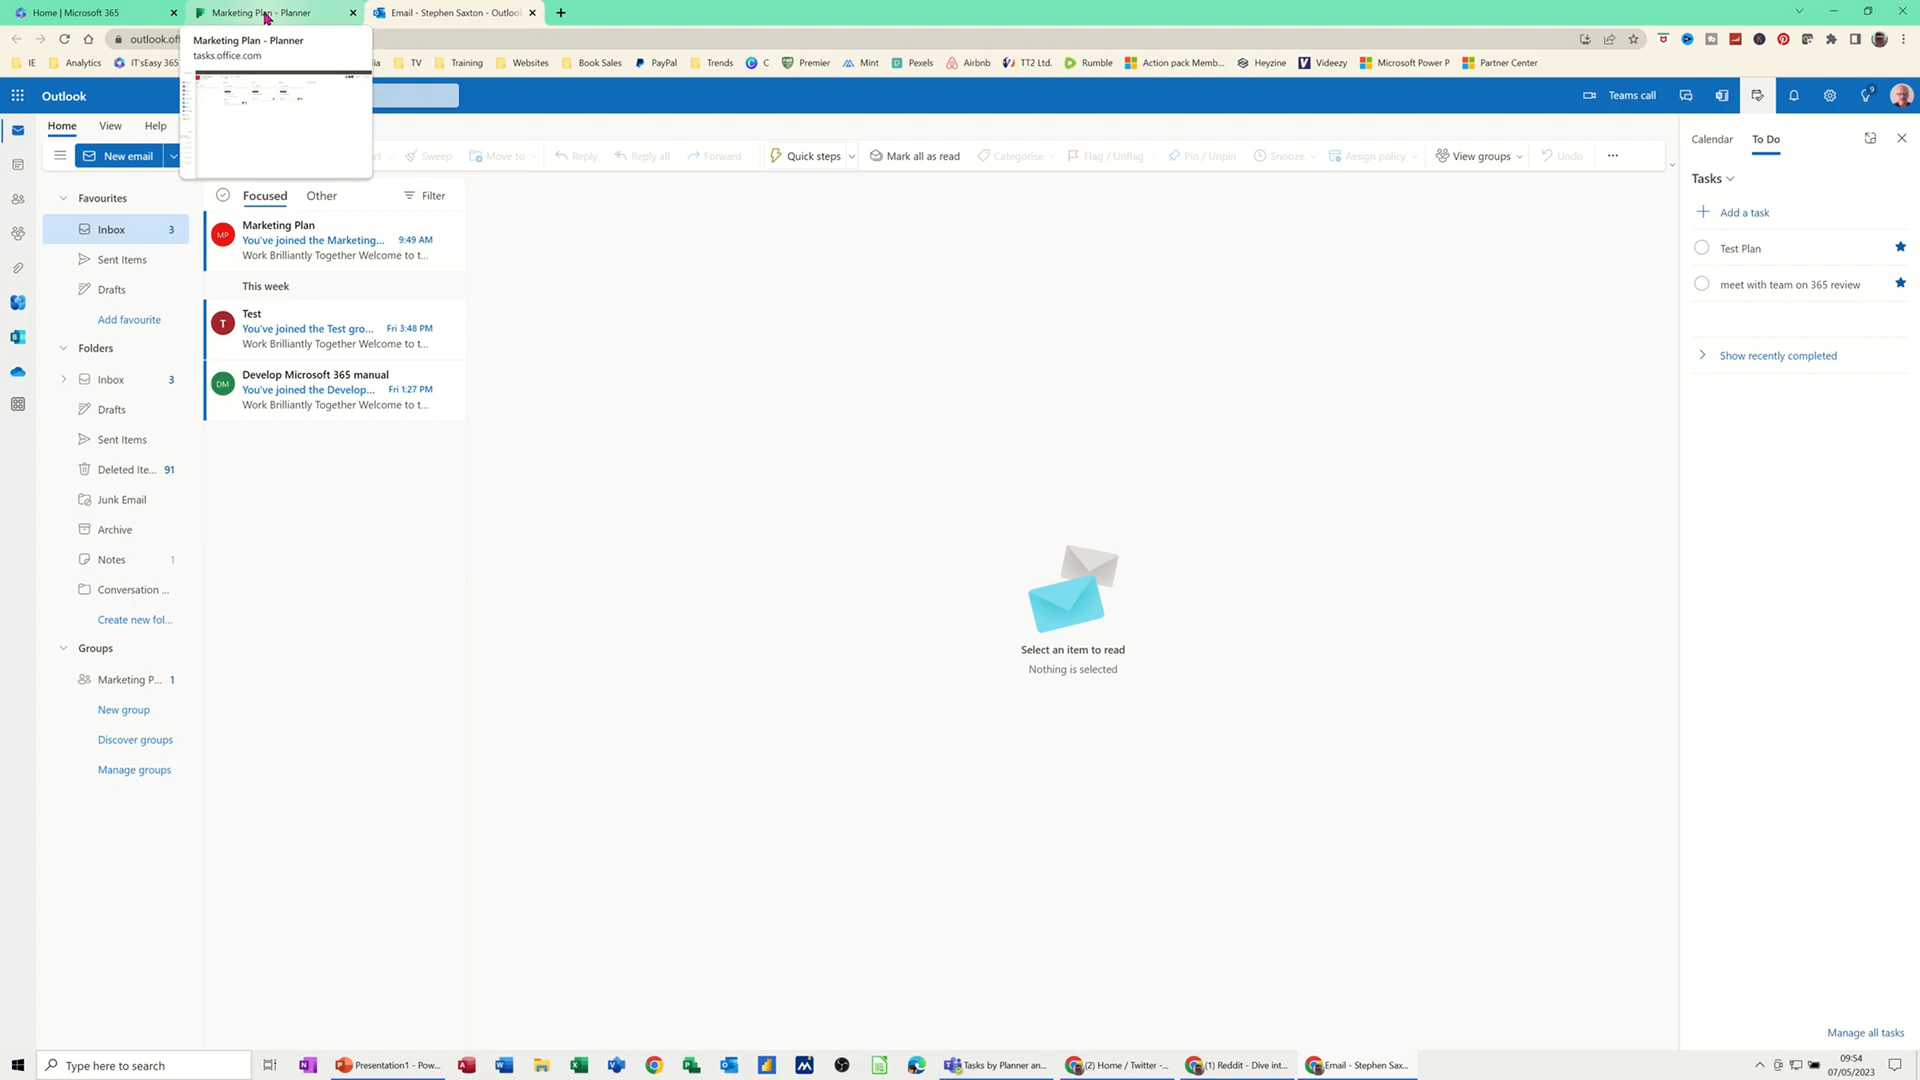 Home | Microsoft 365
Marketing Plan - Planner
Email - Stephen Saxton - Outloo
outlook.of
Marketing Plan - Planner
tasks.office.com
IE
Analytics
IT'sEasy 365
TV
Training
Websites
Book Sales
PayPal
Trends
C
Premier
Mint
Pexels
Airbnb
TT2 Ltd.
Rumble
Action pack Memb...
Heyzine
Videezy
Microsoft Power P
Partner Center
Outlook
Teams call
9
Home
View
Help
New email
Sweep
Move to
Reply
Reply all
Forward
Quick steps
Mark all as read
Categorise
Flag / Unflag
Pin / Unpin
Snooze
Assign policy
View groups
Undo
Favourites
Inbox 3
Sent Items
Drafts
Add favourite
Folders
Inbox 3
Drafts
Sent Items
Deleted Ite... 91
Junk Email
Archive
Notes 1
Conversation ...
Create new fol...
Groups
Marketing P... 1
New group
Discover groups
Manage groups
Focused
Other
Filter
MP
Marketing Plan
You've joined the Marketing... 9:49 AM
Work Brilliantly Together Welcome to t...
This week
T
Test
You've joined the Test gro... Fri 3:48 PM
Work Brilliantly Together Welcome to t...
DM
Develop Microsoft 365 manual
You've joined the Develop... Fri 1:27 PM
Work Brilliantly Together Welcome to t...
Select an item to read
Nothing is selected
Calendar
To Do
Tasks
Add a task
Test Plan
meet with team on 365 review
Show recently completed
Manage all tasks
Type here to search
Presentation1 - Pow...
Tasks by Planner an...
(2) Home / Twitter -...
(1) Reddit - Dive int...
Email - Stephen Sax...
09:54
07/05/2023